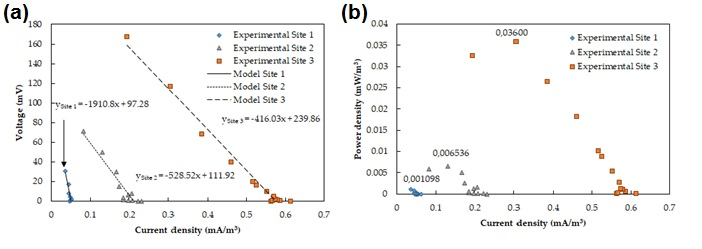 (a)
180
160
140
120
100
80
60
40
20
0
Voltage (mV)
0 0.1 0.2 0.3 0.4 0.5 0.6 0.7
Current density (mA/m³)
Experimental Site 1
Experimental Site 2
Experimental Site 3
Model Site 1
Model Site 2
Model Site 3
ySite 1 = -1910.8x+97.28
ySite 3 = -416.03x+239.86
ySite 2 = -528.52x+111.92
(b)
0.04
0.035
0.03
0.025
0.02
0.015
0.01
0.005
0
Power density (mW/m³)
0 0.1 0.2 0.3 0.4 0.5 0.6 0.7
Current density (mA/m³)
0,03600
0,006536
0,001098
Experimental Site 1
Experimental Site 2
Experimental Site 3